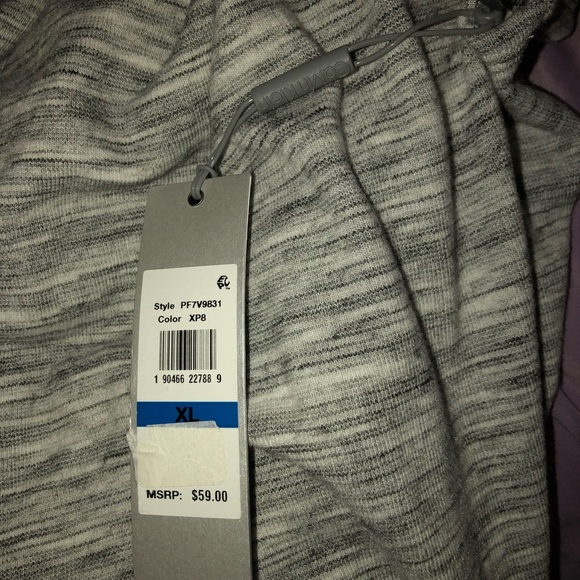 Style PF7V9831
Color XP8
1 90466 22788 9
XL
MSRP: $59.00